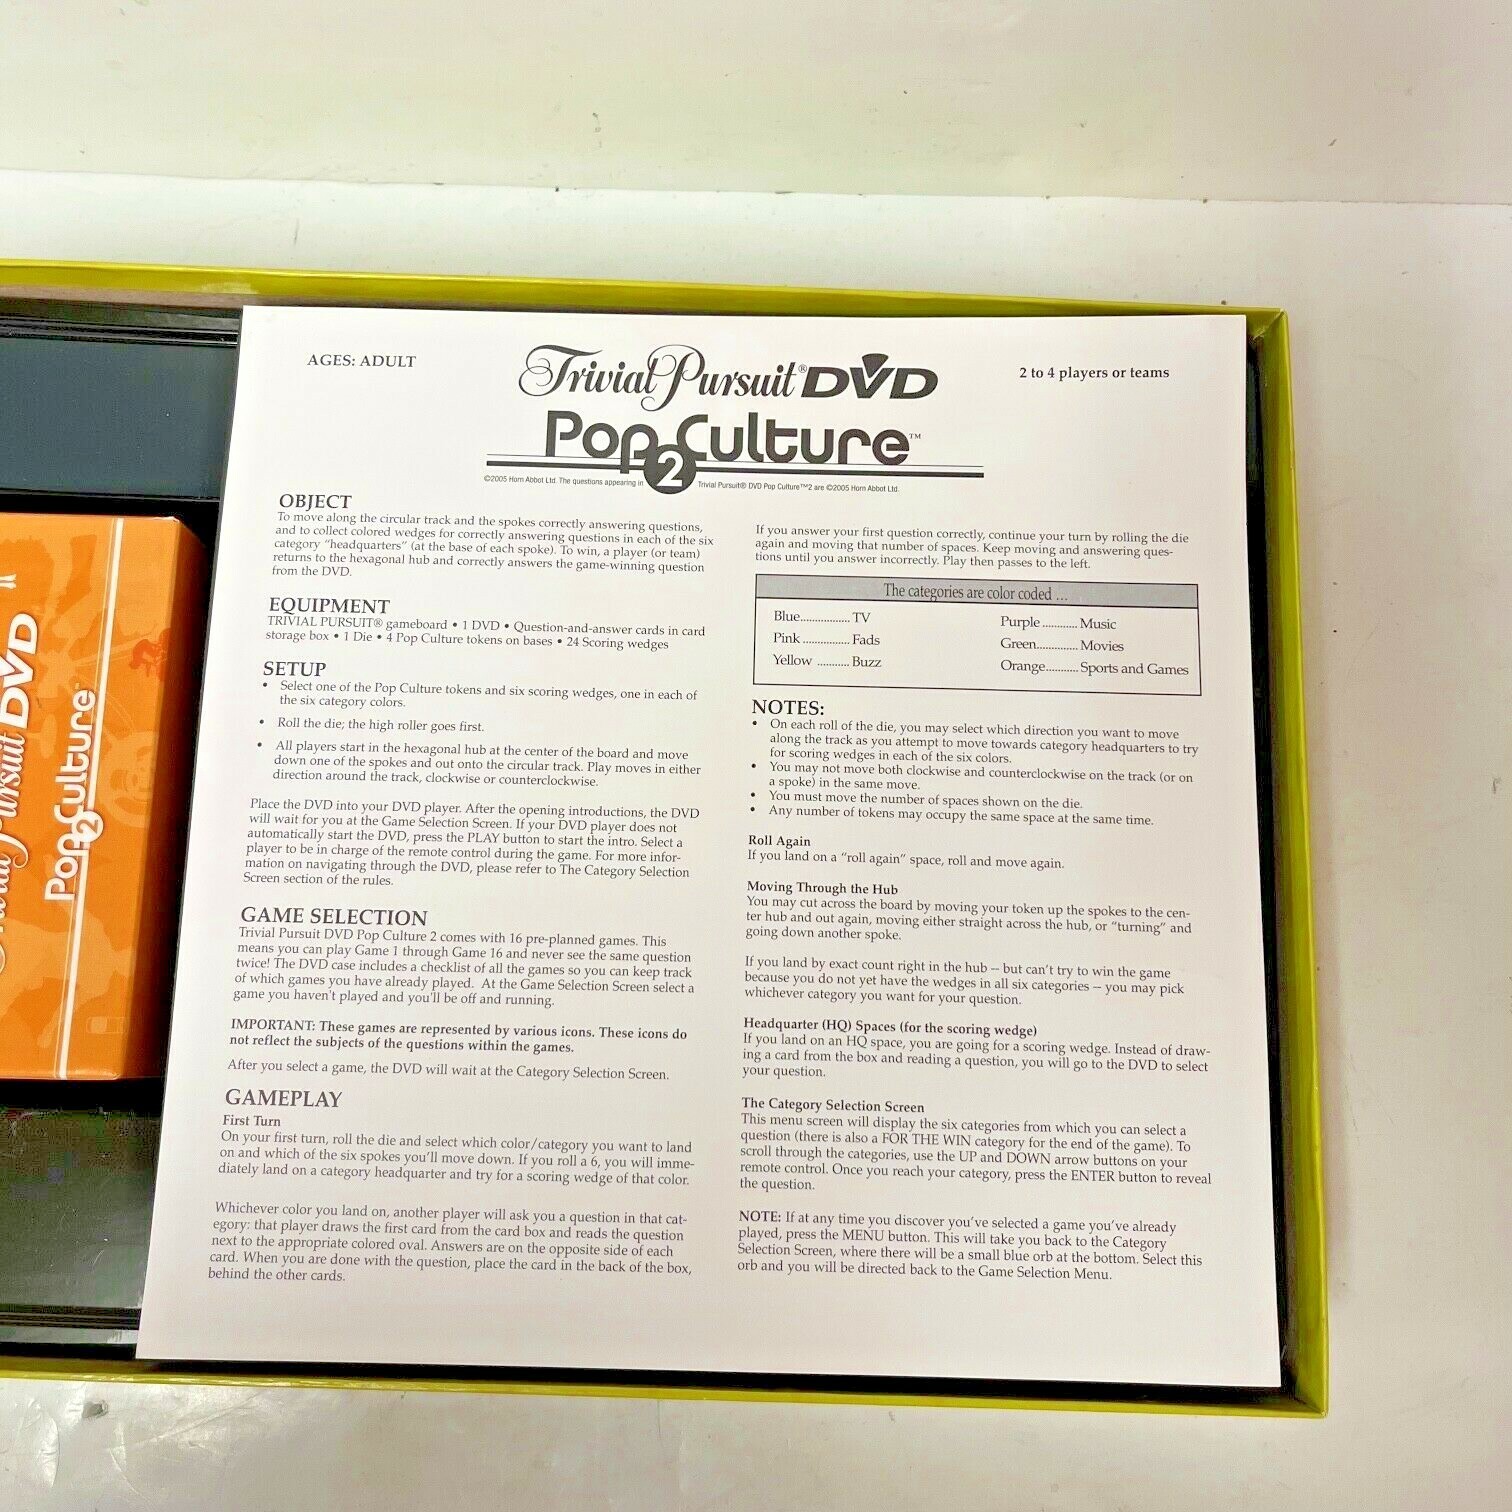 AGES: ADULT
Trivial Pursuit® DVD
2 to 4 players or teams
Pop Culture™
2
©2005 Horn Abbot Ltd. The questions appearing in
Trivial Pursuit® DVD Pop Culture™2 are ©2005 Horn Abbot Ltd.
OBJECT
To move along the circular track and the spokes correctly answering questions,
and to collect colored wedges for correctly answering questions in each of the six
category "headquarters" (at the base of each spoke). To win, a player (or team)
returns to the hexagonal hub and correctly answers the game-winning question
from the DVD.
EQUIPMENT
TRIVIAL PURSUIT® gameboard • 1 DVD • Question-and-answer cards in card
storage box • 1 Die • 4 Pop Culture tokens on bases • 24 Scoring wedges
SETUP
• Select one of the Pop Culture tokens and six scoring wedges, one in each of
the six category colors.
• Roll the die; the high roller goes first.
• All players start in the hexagonal hub at the center of the board and move
down one of the spokes and out onto the circular track. Play moves in either
direction around the track, clockwise or counterclockwise.
Place the DVD into your DVD player. After the opening introductions, the DVD
will wait for you at the Game Selection Screen. If your DVD player does not
automatically start the DVD, press the PLAY button to start the intro. Select a
player to be in charge of the remote control during the game. For more infor-
mation on navigating through the DVD, please refer to The Category Selection
Screen section of the rules.
GAME SELECTION
Trivial Pursuit DVD Pop Culture 2 comes with 16 pre-planned games. This
means you can play Game 1 through Game 16 and never see the same question
twice! The DVD case includes a checklist of all the games so you can keep track
of which games you have already played. At the Game Selection Screen select a
game you haven't played and you'll be off and running.
IMPORTANT: These games are represented by various icons. These icons do
not reflect the subjects of the questions within the games.
After you select a game, the DVD will wait at the Category Selection Screen.
GAMEPLAY
First Turn
On your first turn, roll the die and select which color/category you want to land
on and which of the six spokes you'll move down. If you roll a 6, you will imme-
diately land on a category headquarter and try for a scoring wedge of that color.
Whichever color you land on, another player will ask you a question in that cat-
egory: that player draws the first card from the card box and reads the question
next to the appropriate colored oval. Answers are on the opposite side of each
card. When you are done with the question, place the card in the back of the box,
behind the other cards.
If you answer your first question correctly, continue your turn by rolling the die
again and moving that number of spaces. Keep moving and answering ques-
tions until you answer incorrectly. Play then passes to the left.
The categories are color coded ...
Blue................. TV
Pink ................ Fads
Yellow ........... Buzz
Purple ............ Music
Green.............. Movies
Orange........... Sports and Games
NOTES:
• On each roll of the die, you may select which direction you want to move
along the track as you attempt to move towards category headquarters to try
for scoring wedges in each of the six colors.
• You may not move both clockwise and counterclockwise on the track (or on
a spoke) in the same move.
• You must move the number of spaces shown on the die.
• Any number of tokens may occupy the same space at the same time.
Roll Again
If you land on a "roll again" space, roll and move again.
Moving Through the Hub
You may cut across the board by moving your token up the spokes to the cen-
ter hub and out again, moving either straight across the hub, or "turning" and
going down another spoke.
If you land by exact count right in the hub -- but can't try to win the game
because you do not yet have the wedges in all six categories -- you may pick
whichever category you want for your question.
Headquarter (HQ) Spaces (for the scoring wedge)
If you land on an HQ space, you are going for a scoring wedge. Instead of draw-
ing a card from the box and reading a question, you will go to the DVD to select
your question.
The Category Selection Screen
This menu screen will display the six categories from which you can select a
question (there is also a FOR THE WIN category for the end of the game). To
scroll through the categories, use the UP and DOWN arrow buttons on your
remote control. Once you reach your category, press the ENTER button to reveal
the question.
NOTE: If at any time you discover you've selected a game you've already
played, press the MENU button. This will take you back to the Category
Selection Screen, where there will be a small blue orb at the bottom. Select this
orb and you will be directed back to the Game Selection Menu.
Pursuit DVD
Pop Culture
2